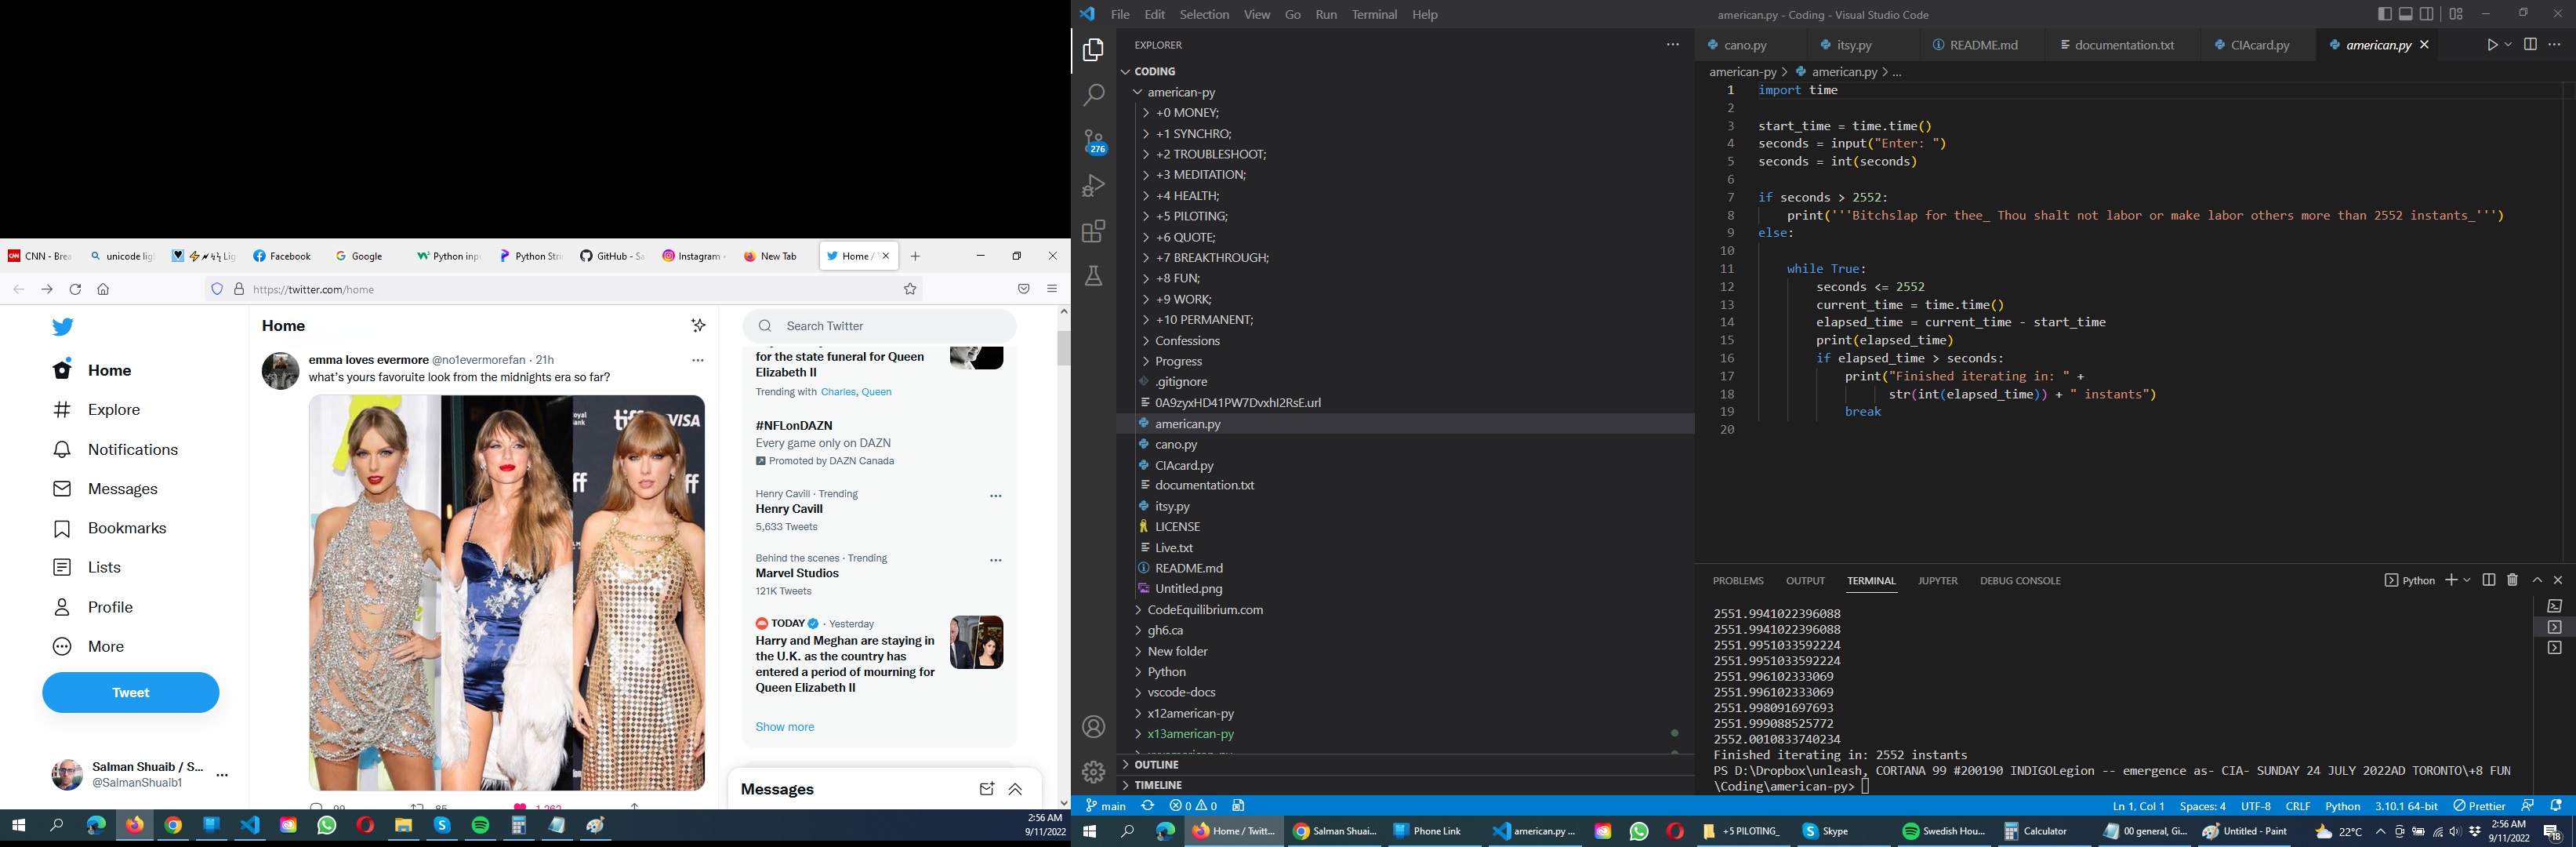 CNN - Brea
unicode lig
Lig
Facebook
Google
Python inp
Python Stri
GitHub - Sa
Instagram
New Tab
Home /
https://twitter.com/home
Home
Explore
Notifications
Messages
Bookmarks
Lists
Profile
More
Tweet
Salman Shuaib / S...
@SalmanShuaib1
Home
emma loves evermore @no1evermorefan · 21h
what's yours favoruite look from the midnights era so far?
tiff
royal
bank
VISA
ff
ff
99
85
1,262
Search Twitter
for the state funeral for Queen
Elizabeth II
Trending with Charles, Queen
#NFLonDAZN
Every game only on DAZN
Promoted by DAZN Canada
Henry Cavill · Trending
Henry Cavill
5,633 Tweets
Behind the scenes · Trending
Marvel Studios
121K Tweets
TODAY · Yesterday
Harry and Meghan are staying in
the U.K. as the country has
entered a period of mourning for
Queen Elizabeth II
Show more
Messages
2:56 AM
9/11/2022
File Edit Selection View Go Run Terminal Help
american.py - Coding - Visual Studio Code
EXPLORER
CODING
american-py
+0 MONEY;
+1 SYNCHRO;
+2 TROUBLESHOOT;
+3 MEDITATION;
+4 HEALTH;
+5 PILOTING;
+6 QUOTE;
+7 BREAKTHROUGH;
+8 FUN;
+9 WORK;
+10 PERMANENT;
Confessions
Progress
.gitignore
0A9zyxHD41PW7DvxhI2RsE.url
american.py
cano.py
CIAcard.py
documentation.txt
itsy.py
LICENSE
Live.txt
README.md
Untitled.png
CodeEquilibrium.com
gh6.ca
New folder
Python
vscode-docs
x12american-py
x13american-py
OUTLINE
TIMELINE
276
cano.py
itsy.py
README.md
documentation.txt
CIAcard.py
american.py
american-py > american.py > ...
1 import time
2
3 start_time = time.time()
4 seconds = input("Enter: ")
5 seconds = int(seconds)
6
7 if seconds > 2552:
8 print('''Bitchslap for thee_ Thou shalt not labor or make labor others more than 2552 instants_''')
9 else:
10
11 while True:
12 seconds <= 2552
13 current_time = time.time()
14 elapsed_time = current_time - start_time
15 print(elapsed_time)
16 if elapsed_time > seconds:
17 print("Finished iterating in: " +
18 str(int(elapsed_time)) + " instants")
19 break
20
PROBLEMS OUTPUT TERMINAL JUPYTER DEBUG CONSOLE
Python
2551.9941022396088
2551.9941022396088
2551.9951033592224
2551.9951033592224
2551.996102333069
2551.996102333069
2551.998091697693
2551.999088525772
2552.0010833740234
Finished iterating in: 2552 instants
PS D:\Dropbox\unleash, CORTANA 99 #200190 INDIGOLegion -- emergence as- CIA- SUNDAY 24 JULY 2022AD TORONTO\+8 FUN
\Coding\american-py>
main
0 0
Ln 1, Col 1 Spaces: 4 UTF-8 CRLF Python 3.10.1 64-bit Prettier
Home / Twitt...
Salman Shuai...
Phone Link
american.py ...
+5 PILOTING_
Skype
Swedish Hou...
Calculator
00 general, Gi...
Untitled - Paint
22°C
2:56 AM
9/11/2022
18